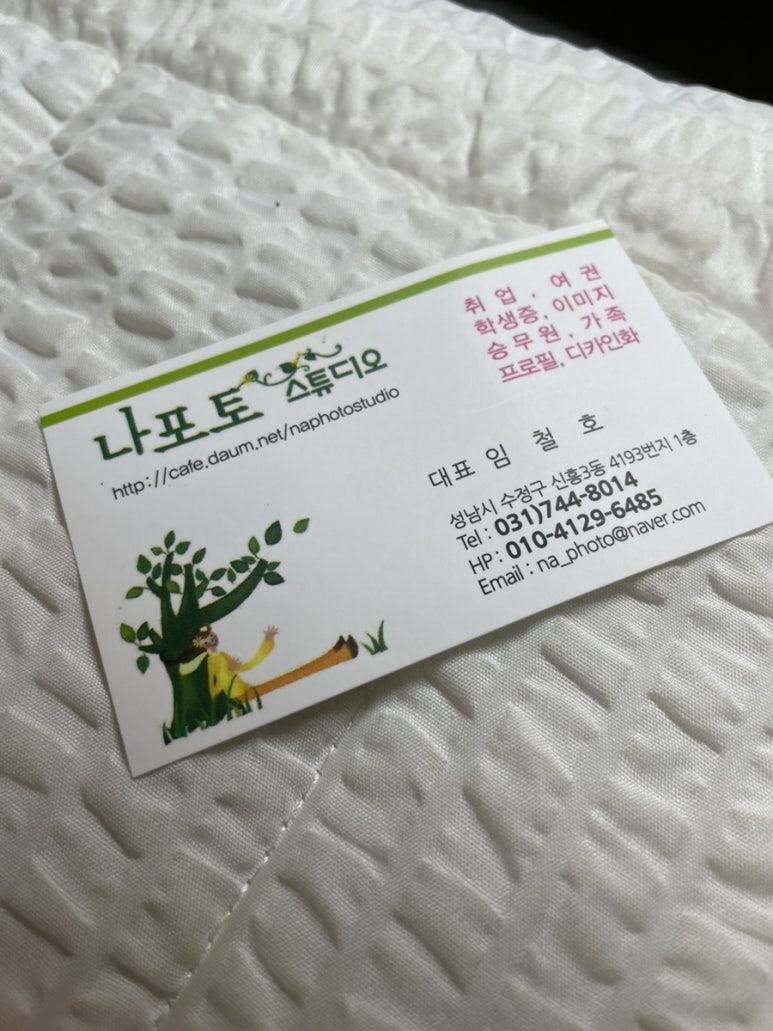 나포토 스튜디오
http://cafe.daum.net/naphotostudio
취업, 여권
학생증, 이미지
승무원, 가족
프로필, 디카인화
대표 임 철 호
성남시 수정구 신흥3동 4193번지 1층
Tel : 031)744-8014
HP : 010-4129-6485
Email : na_photo@naver.com